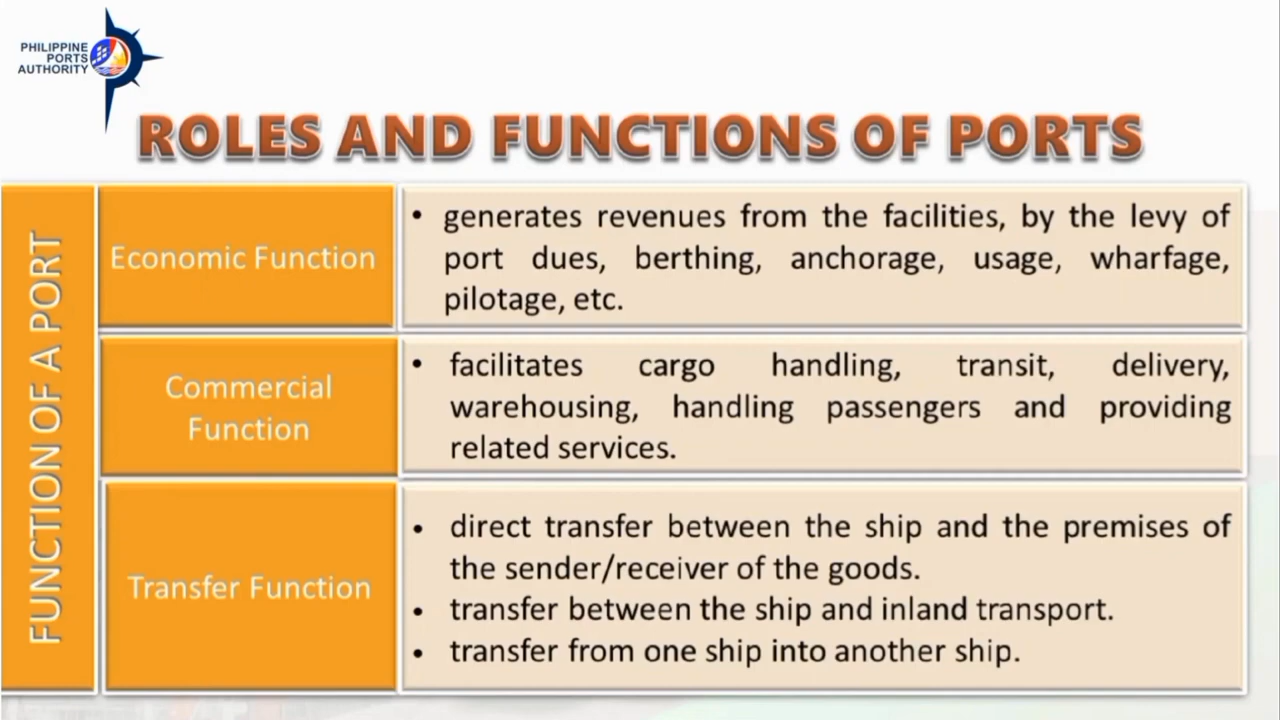 PHILIPPINE
PORTS
AUTHORITY
ROLES AND FUNCTIONS OF PORTS
FUNCTION OF A PORT
Economic Function
• generates revenues from the facilities, by the levy of
port dues, berthing, anchorage, usage, wharfage,
pilotage, etc.
Commercial
Function
• facilitates cargo handling, transit, delivery,
warehousing, handling passengers and providing
related services.
Transfer Function
• direct transfer between the ship and the premises of
the sender/receiver of the goods.
• transfer between the ship and inland transport.
• transfer from one ship into another ship.